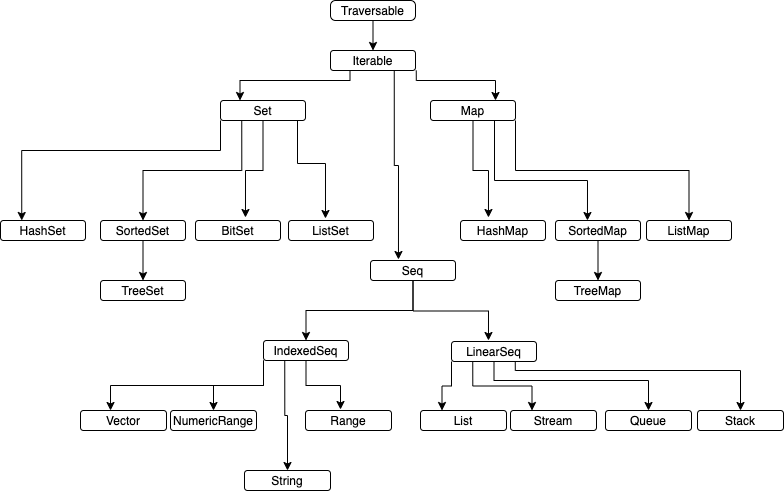 Traversable
Iterable
Set
Map
HashSet
SortedSet
BitSet
ListSet
HashMap
SortedMap
ListMap
Seq
TreeSet
TreeMap
IndexedSeq
LinearSeq
Vector
NumericRange
Range
List
Stream
Queue
Stack
String